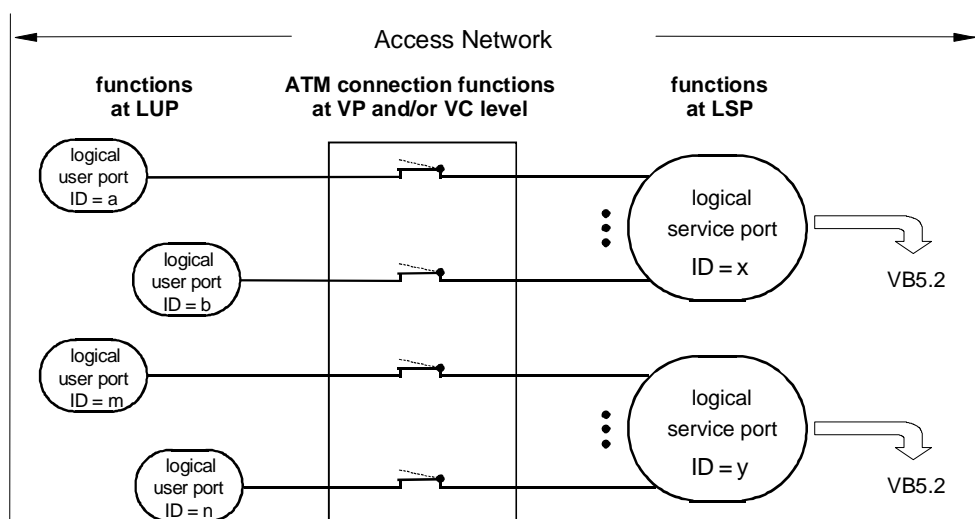 Access Network
functions
at LUP
ATM connection functions
at VP and/or VC level
functions
at LSP
logical
user port
ID = a
logical
service port
ID = x
VB5.2
logical
user port
ID = b
logical
user port
ID = m
logical
service port
ID = y
VB5.2
logical
user port
ID = n